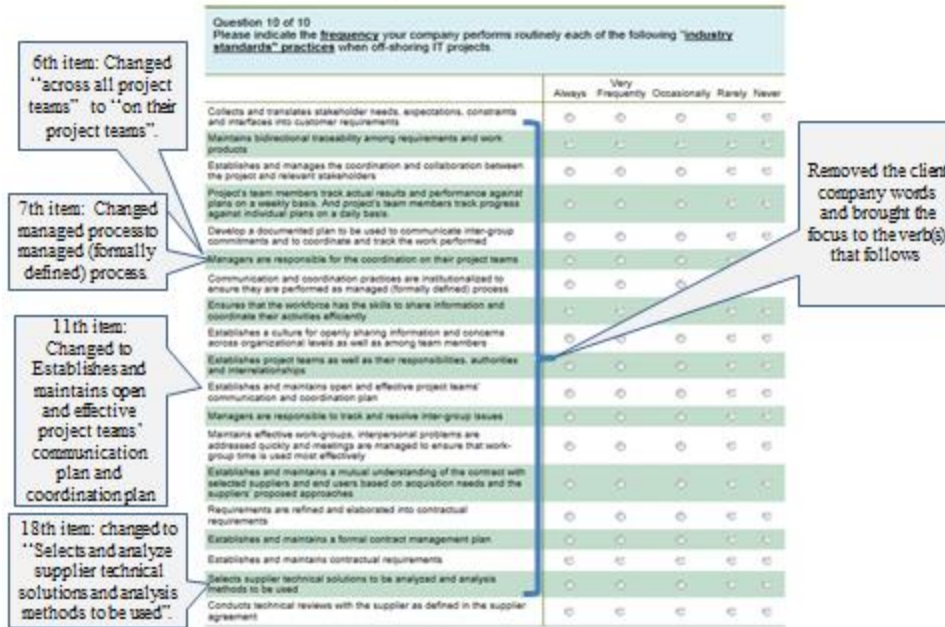 Question 10 of 10
Please indicate the frequency your company performs routinely each of the following "industry
standards" practices when off-shoring IT projects.
Always Very Frequently Occasionally Rarely Never
Collects and translates stakeholder needs, expectations, constraints
and interfaces into customer requirements
Maintains bidirectional traceability among requirements and work
products
Establishes and manages the coordination and collaboration between
the project and relevant stakeholders
Project's team members track actual results and performance against
plans on a weekly basis. And project's team members track progress
against individual plans on a daily basis.
Develop a documented plan to be used to communicate inter-group
commitments and to coordinate and track the work performed
Managers are responsible for the coordination on their project teams
Communication and coordination practices are institutionalized to
ensure they are performed as managed (formally defined) process
Ensures that the workforce has the skills to share information and
coordinate their activities efficiently
Establishes a culture for openly sharing information and concerns
across organizational levels as well as among team members
Establishes project teams as well as their responsibilities, authorities
and interrelationships
Establishes and maintains open and effective project teams'
communication and coordination plan
Managers are responsible to track and resolve inter-group issues
Maintains effective work-groups, interpersonal problems are
addressed quickly and meetings are managed to ensure that work-
group time is used most effectively
Establishes and maintains a mutual understanding of the contract with
selected suppliers and end users based on acquisition needs and the
suppliers' proposed approaches
Requirements are refined and elaborated into contractual
requirements
Establishes and maintains a formal contract management plan
Establishes and maintains contractual requirements
Selects supplier technical solutions to be analyzed and analysis
methods to be used
Conducts technical reviews with the supplier as defined in the supplier
agreement
6th item: Changed
"across all project
teams" to "on their
project teams".
7th item: Changed
managed process to
managed (formally
defined) process.
11th item:
Changed to
Establishes and
maintains open
and effective
project teams'
communication
plan and
coordination plan
18th item: changed to
"Selects and analyze
supplier technical
solutions and analysis
methods to be used".
Removed the client
company words
and brought the
focus to the verb(s)
that follows